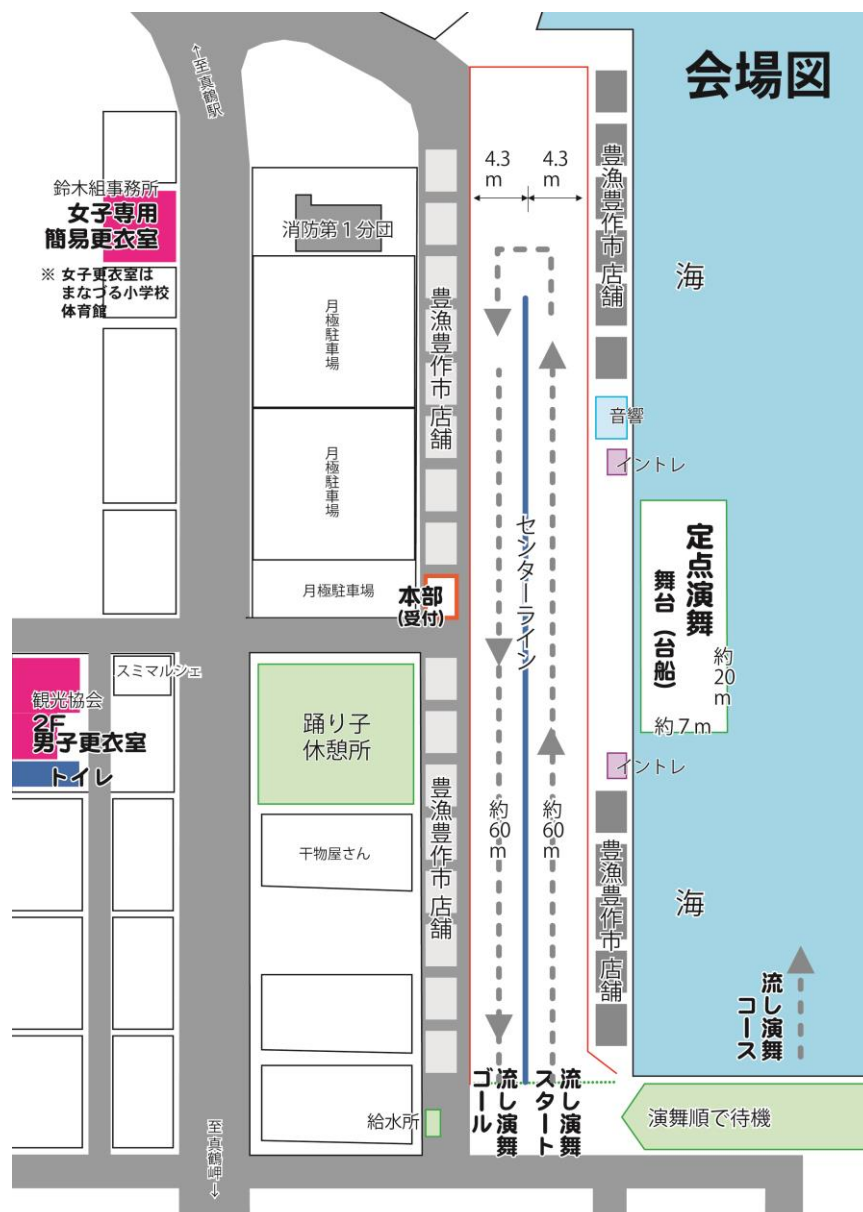 会場図
←至 真鶴駅
鈴木組事務所
女子専用
簡易更衣室
※ 女子更衣室は
まなづる小学校
体育館
消防第1分団
月極駐車場
月極駐車場
月極駐車場
豊漁豊作市 店舗
4.3
m
4.3
m
豊漁豊作市 店舗
海
音響
イントレ
センターライン
定点演舞
舞台（台船）
約
20
m
約7m
イントレ
本部
(受付)
スミマルシェ
観光協会
2F
男子更衣室
トイレ
踊り子
休憩所
干物屋さん
豊漁豊作市 店舗
約
60
m
約
60
m
豊漁豊作市 店舗
海
流し演舞
コース
流し演舞
スタート
流し演舞
ゴール
給水所
演舞順で待機
至 真鶴岬→